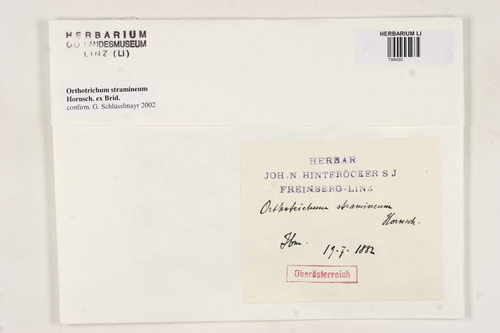 HERBARIUM
OÖ LANDESMUSEUM
LINZ (LI)
HERBARIUM LI
Orthotrichum stramineum
Hornsch. ex Brid.
confirm. G. Schlüsslmayr 2002
HERBAR
JOH. N. HINTERÖCKER S J
FREINBERG-LINZ
Orthotrichum stramineum
Hornsch.
19.7.1882
Oberösterreich